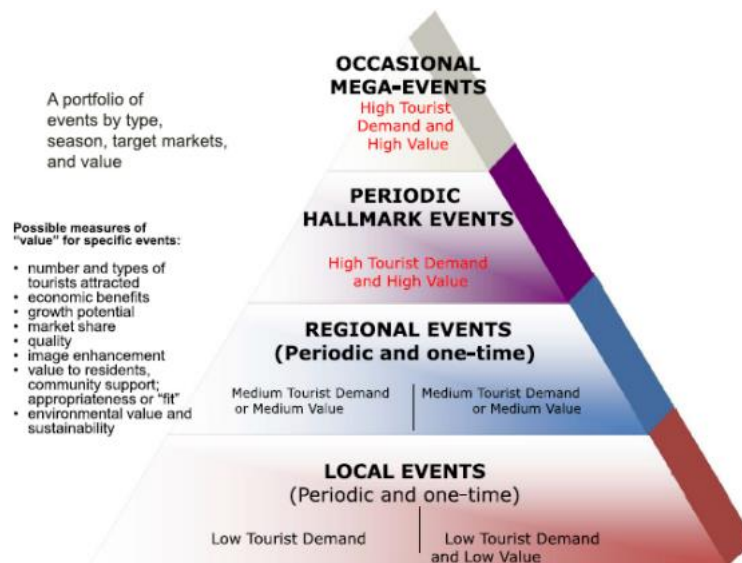 A portfolio of
events by type,
season, target markets,
and value
Possible measures of
"value" for specific events:
• number and types of
tourists attracted
• economic benefits
• growth potential
• market share
• quality
• image enhancement
• value to residents,
community support;
appropriateness or "fit"
• environmental value and
sustainability
OCCASIONAL
MEGA-EVENTS
High Tourist
Demand and
High Value
PERIODIC
HALLMARK EVENTS
High Tourist Demand
and High Value
REGIONAL EVENTS
(Periodic and one-time)
Medium Tourist Demand
or Medium Value
Medium Tourist Demand
or Medium Value
LOCAL EVENTS
(Periodic and one-time)
Low Tourist Demand
Low Tourist Demand
and Low Value